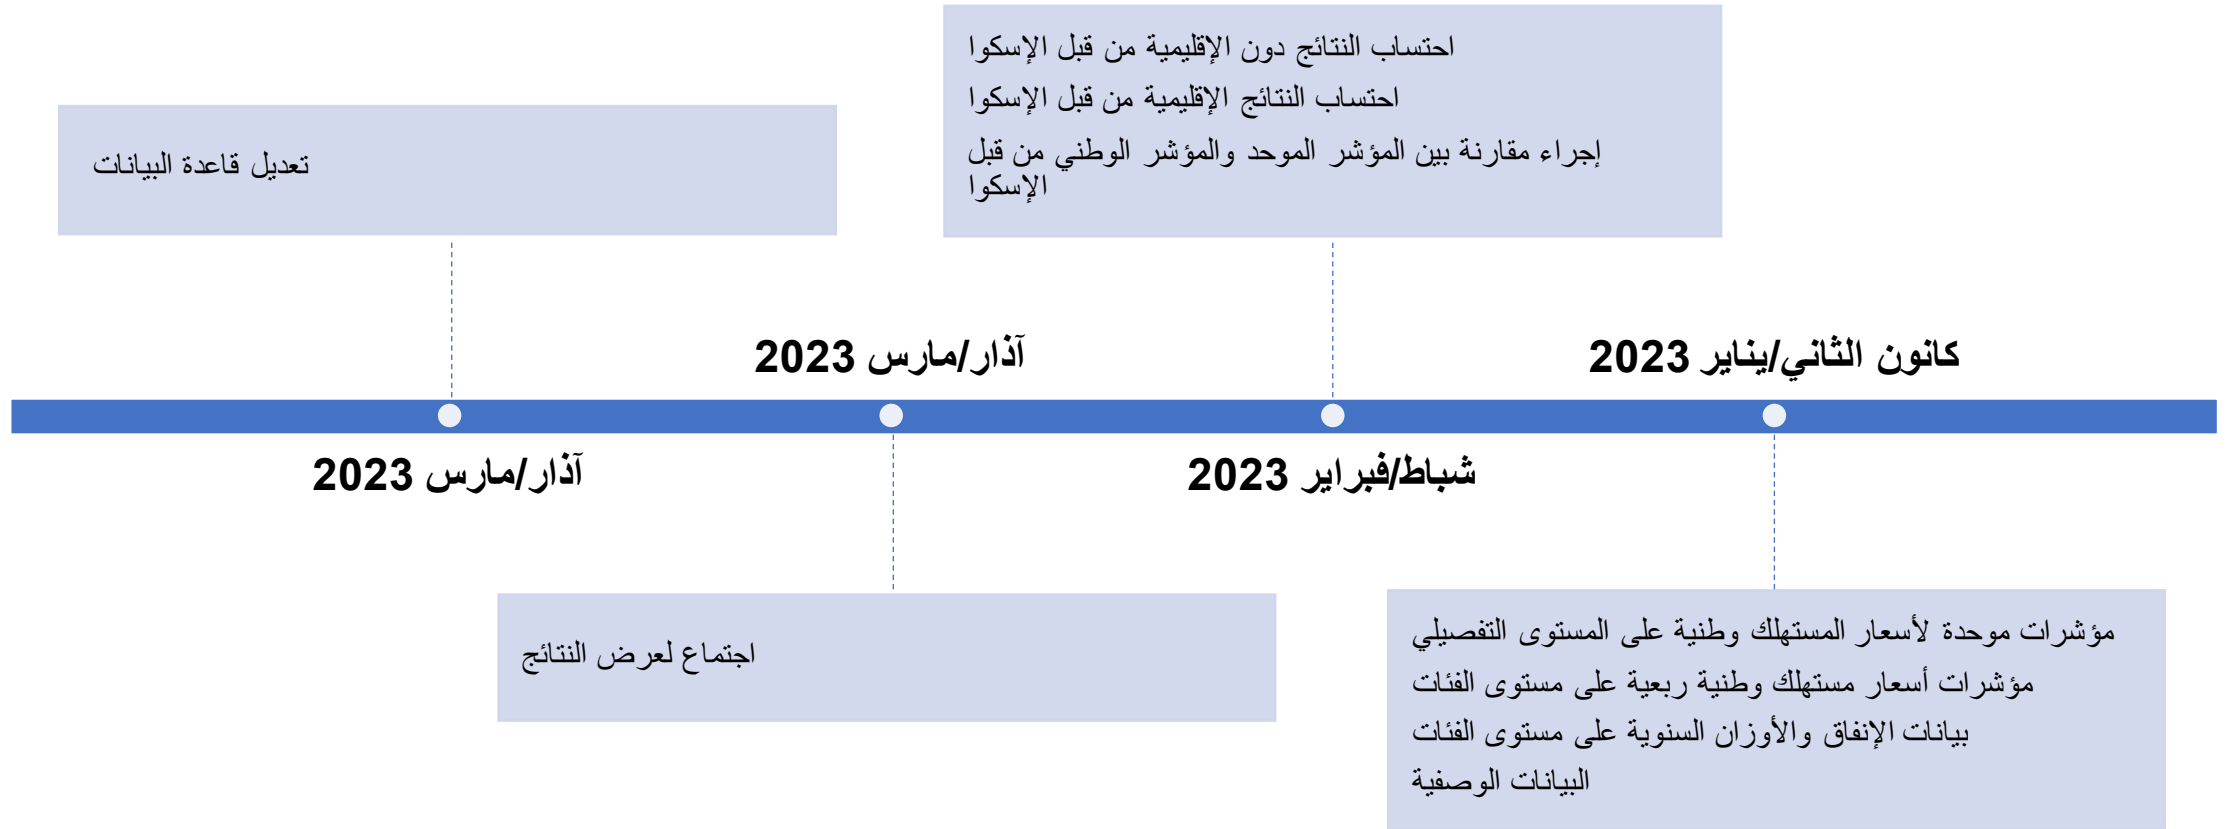 كانون الثاني/يناير 2023
مؤشرات موحدة لأسعار المستهلك وطنية على المستوى التفصيلي
مؤشرات أسعار مستهلك وطنية ربعية على مستوى الفئات
بيانات الإنفاق والأوزان السنوية على مستوى الفئات
البيانات الوصفية
شباط/فبراير 2023
احتساب النتائج دون الإقليمية من قبل الإسكوا
احتساب النتائج الإقليمية من قبل الإسكوا
إجراء مقارنة بين المؤشر الموحد والمؤشر الوطني من قبل
الإسكوا
آذار/مارس 2023
اجتماع لعرض النتائج
آذار/مارس 2023
تعديل قاعدة البيانات